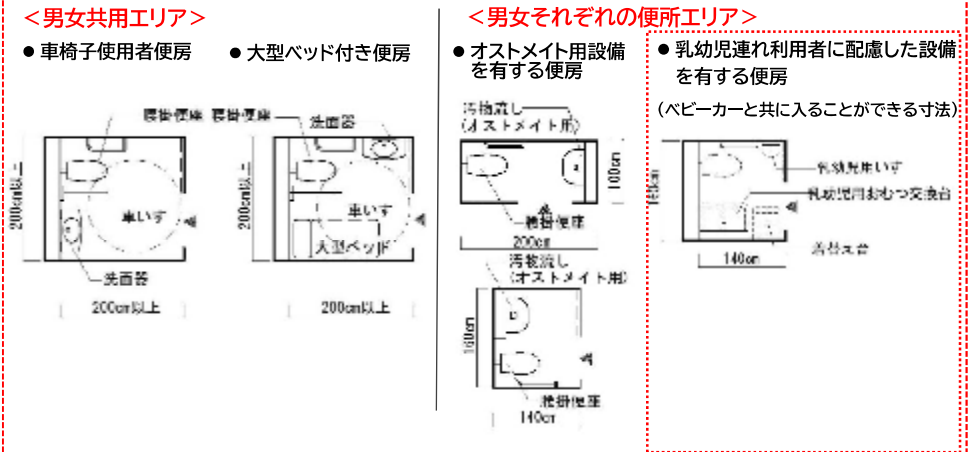 ＜男女共用エリア＞
● 車椅子使用者便房
腰掛便座
200cm以上
車いす
洗面器
200cm以上
● 大型ベッド付き便房
腰掛便座
洗面器
200cm以上
車いす
大型ベッド
200cm以上
＜男女それぞれの便所エリア＞
● オストメイト用設備
を有する便房
汚物流し
(オストメイト用)
100cm
腰掛便座
200cm
汚物流し
(オストメイト用)
160cm
腰掛便座
140cm
● 乳幼児連れ利用者に配慮した設備
を有する便房
（ベビーカーと共に入ることができる寸法）
乳幼児用いす
乳幼児用おむつ交換台
着替え台
140cm